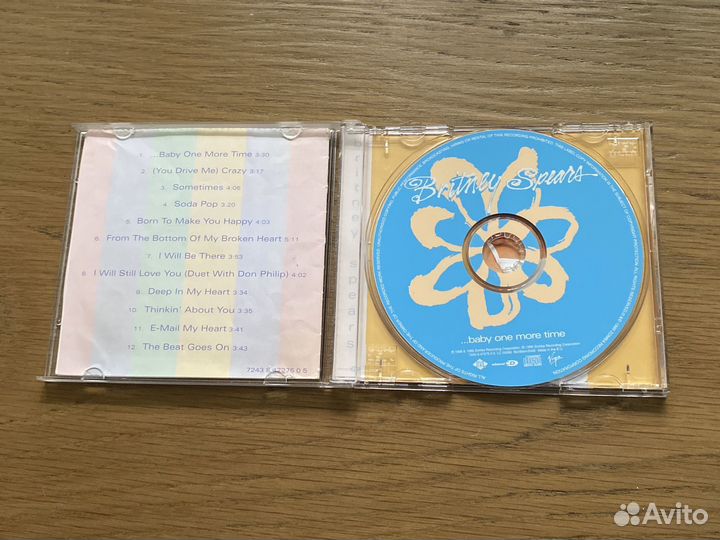 1. ...Baby One More Time 3:30
2. (You Drive Me) Crazy 3:17
3. Sometimes 4:06
4. Soda Pop 3.20
5. Born To Make You Happy 4:03
6. From The Bottom Of My Broken Heart 5:11
7. I Will Be There 3:53
8. I Will Still Love You (Duet With Don Philip) 4:02
9. Deep In My Heart 3:34
10. Thinkin' About You 3:35
11. E-Mail My Heart 3:41
12. The Beat Goes On 3:43
britney spears
Britney Spears
...baby one more time
Virgin
Avito